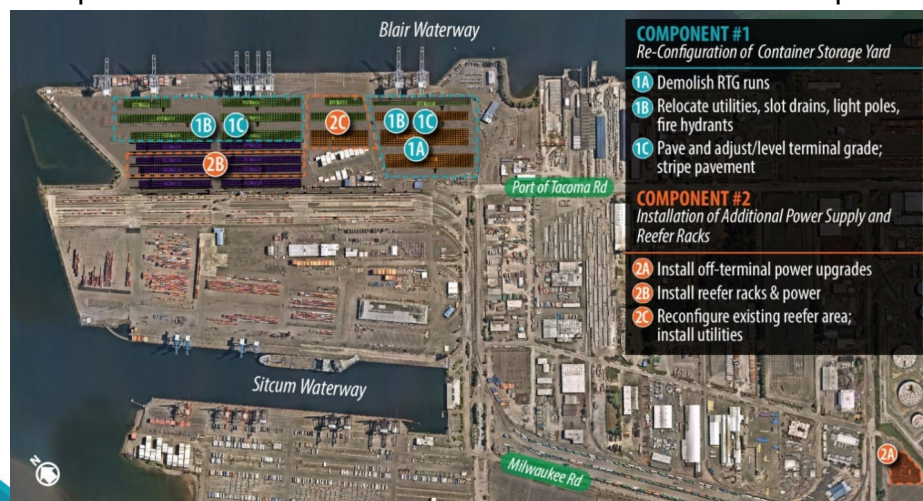 Blair Waterway
COMPONENT #1
Re-Configuration of Container Storage Yard
1A Demolish RTG runs
1B Relocate utilities, slot drains, light poles,
fire hydrants
1C Pave and adjust/level terminal grade;
stripe pavement
COMPONENT #2
Installation of Additional Power Supply and
Reefer Racks
2A Install off-terminal power upgrades
2B Install reefer racks & power
2C Reconfigure existing reefer area;
install utilities
1B 1C
2C
1B 1C
1A
2B
Port of Tacoma Rd
Sitcum Waterway
Milwaukee Rd
2A
N